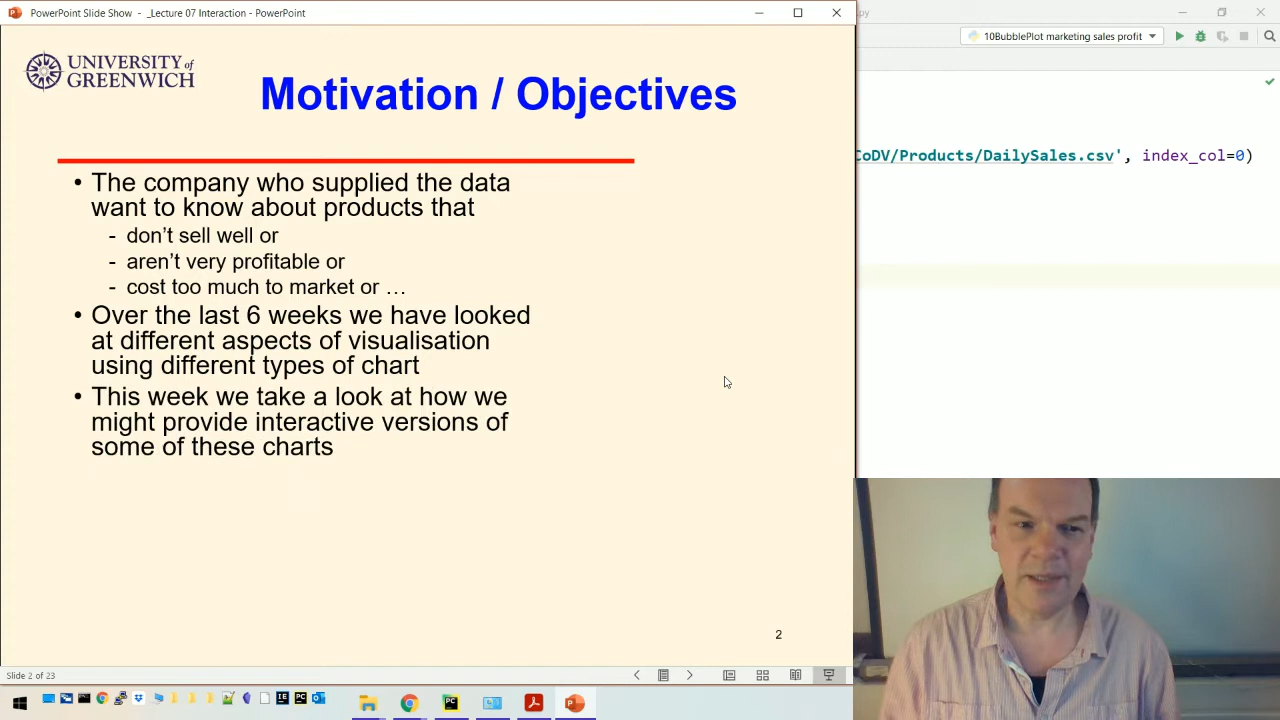 PowerPoint Slide Show - _Lecture 07 Interaction - PowerPoint
.py
10BubblePlot marketing sales profit
UNIVERSITY of
GREENWICH
Motivation / Objectives
CoDV/Products/DailySales.csv', index_col=0)
• The company who supplied the data
want to know about products that
- don't sell well or
- aren't very profitable or
- cost too much to market or …
• Over the last 6 weeks we have looked
at different aspects of visualisation
using different types of chart
• This week we take a look at how we
might provide interactive versions of
some of these charts
2
Slide 2 of 23